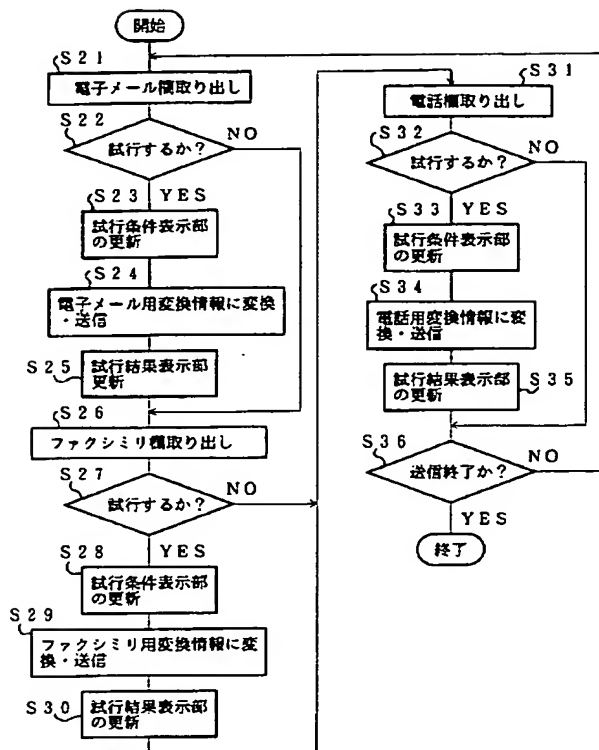 開始
S21
電子メール欄取り出し
S22
試行するか?
NO
YES
S23
試行条件表示部
の更新
S24
電子メール用変換情報に変換
・送信
S25
試行結果表示部
更新
S26
ファクシミリ欄取り出し
S27
試行するか?
NO
YES
S28
試行条件表示部
の更新
S29
ファクシミリ用変換情報に変
換・送信
S30
試行結果表示部
の更新
S31
電話欄取り出し
S32
試行するか?
NO
YES
S33
試行条件表示部
の更新
S34
電話用変換情報に変
換・送信
S35
試行結果表示部
の更新
S36
送信終了か?
NO
YES
終了